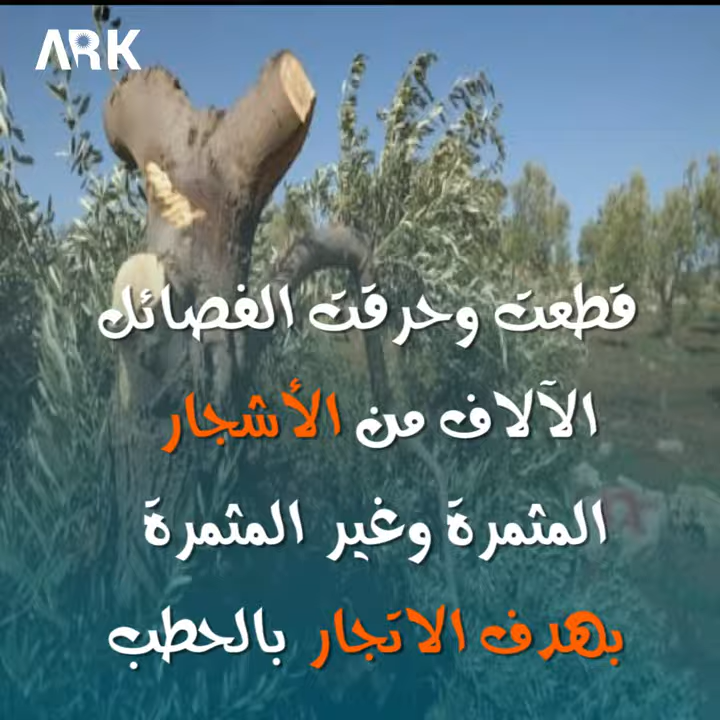 ARK
قطعت وحرقت الفصائل
الآلاف من الأشجار
المثمرة وغير المثمرة
بهدف الاتجار بالحطب